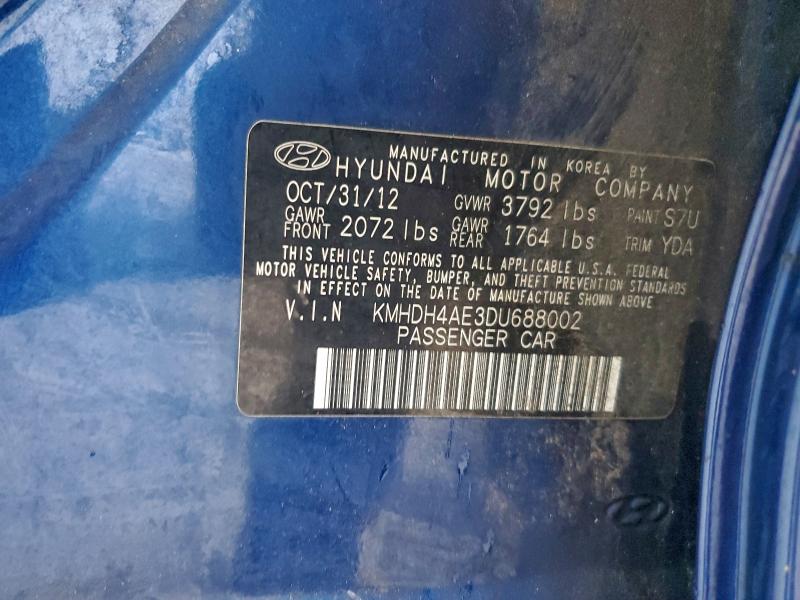 MANUFACTURED IN KOREA BY
HYUNDAI MOTOR COMPANY
OCT/31/12 GVWR 3792 lbs PAINT S7U
GAWR FRONT 2072 lbs GAWR REAR 1764 lbs TRIM YDA
THIS VEHICLE CONFORMS TO ALL APPLICABLE U.S.A. FEDERAL
MOTOR VEHICLE SAFETY, BUMPER, AND THEFT PREVENTION STANDARDS
IN EFFECT ON THE DATE OF MANUFACTURE SHOWN ABOVE
V.I.N KMHDH4AE3DU688002
PASSENGER CAR